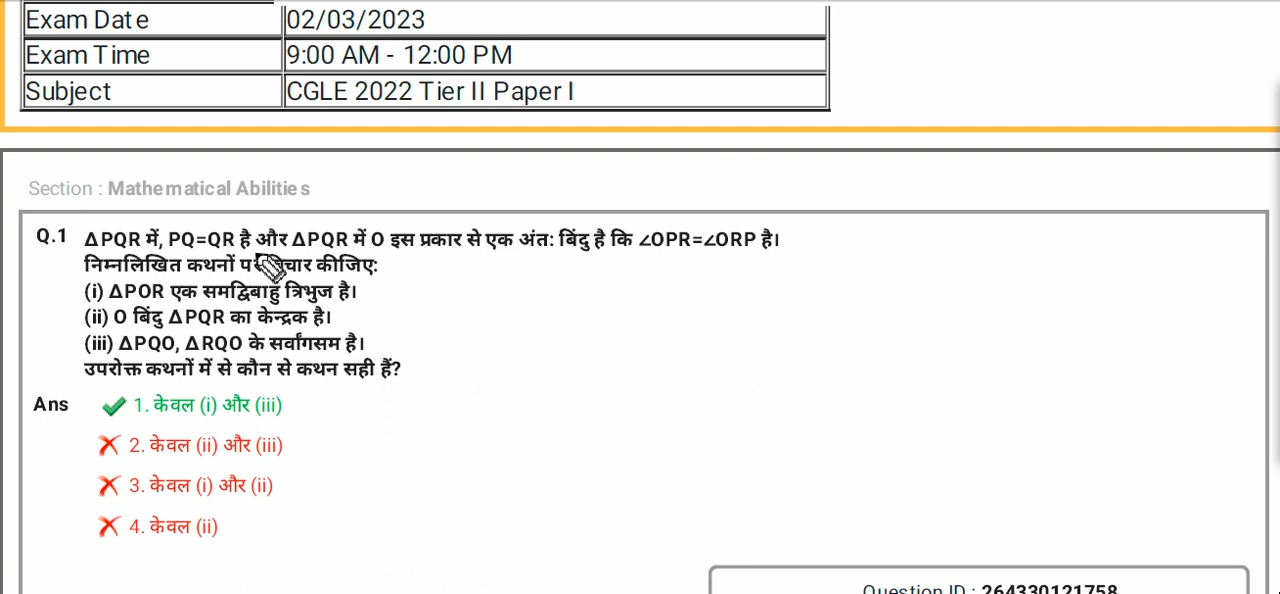 Exam Date 02/03/2023
Exam Time 9:00 AM - 12:00 PM
Subject CGLE 2022 Tier II Paper I
Section : Mathematical Abilities
Q.1 ΔPQR में, PQ=QR है और ΔPQR में O इस प्रकार से एक अंत: बिंदु है कि ∠OPR=∠ORP है।
निम्नलिखित कथनों कीजिए:
(i) ΔPOR एक समद्विबाहु त्रिभुज है।
(ii) O बिंदु ΔPQR का केन्द्रक है।
(iii) ΔPQO, ΔRQO के सर्वांगसम है।
उपरोक्त कथनों में से कौन से कथन सही हैं?
Ans 1. केवल (i) और (iii)
2. केवल (ii) और (iii)
3. केवल (i) और (ii)
4. केवल (ii)
Question ID : 264330121758